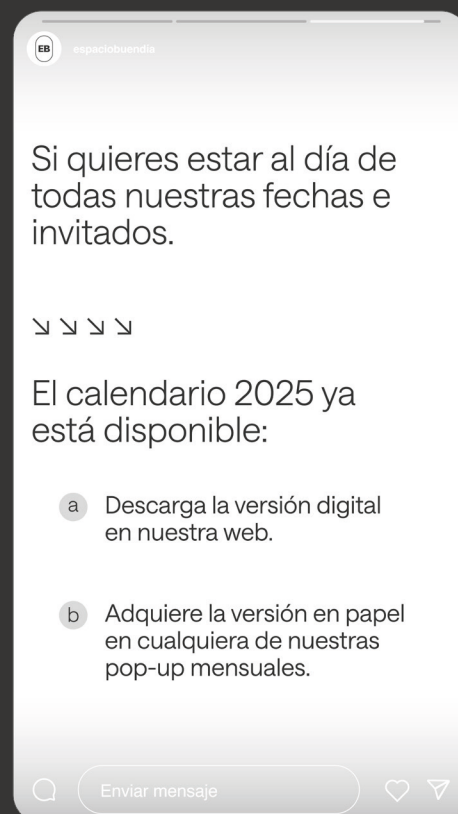 EB
espaciobuendia
Si quieres estar al día de
todas nuestras fechas e
invitados.
↘ ↘ ↘ ↘
El calendario 2025 ya
está disponible:
a Descarga la versión digital
en nuestra web.
b Adquiere la versión en papel
en cualquiera de nuestras
pop-up mensuales.
Enviar mensaje